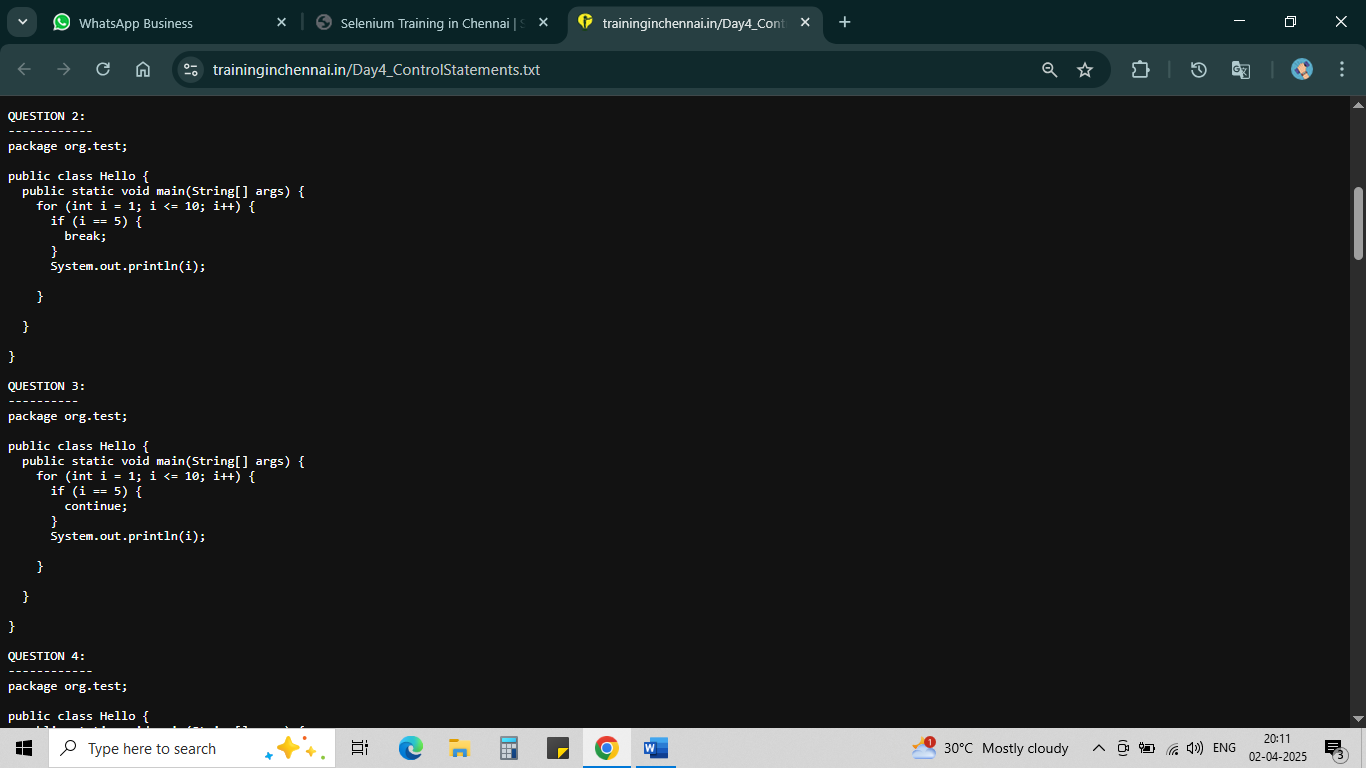 WhatsApp Business
Selenium Training in Chennai | S
traininginchennai.in/Day4_Cont
traininginchennai.in/Day4_ControlStatements.txt
QUESTION 2:
------------
package org.test;
public class Hello {
public static void main(String[] args) {
for (int i = 1; i <= 10; i++) {
if (i == 5) {
break;
}
System.out.println(i);
}
}
}
QUESTION 3:
----------
package org.test;
public class Hello {
public static void main(String[] args) {
for (int i = 1; i <= 10; i++) {
if (i == 5) {
continue;
}
System.out.println(i);
}
}
}
QUESTION 4:
------------
package org.test;
public class Hello {
Type here to search
1
30°C Mostly cloudy
ENG
20:11
02-04-2025
3